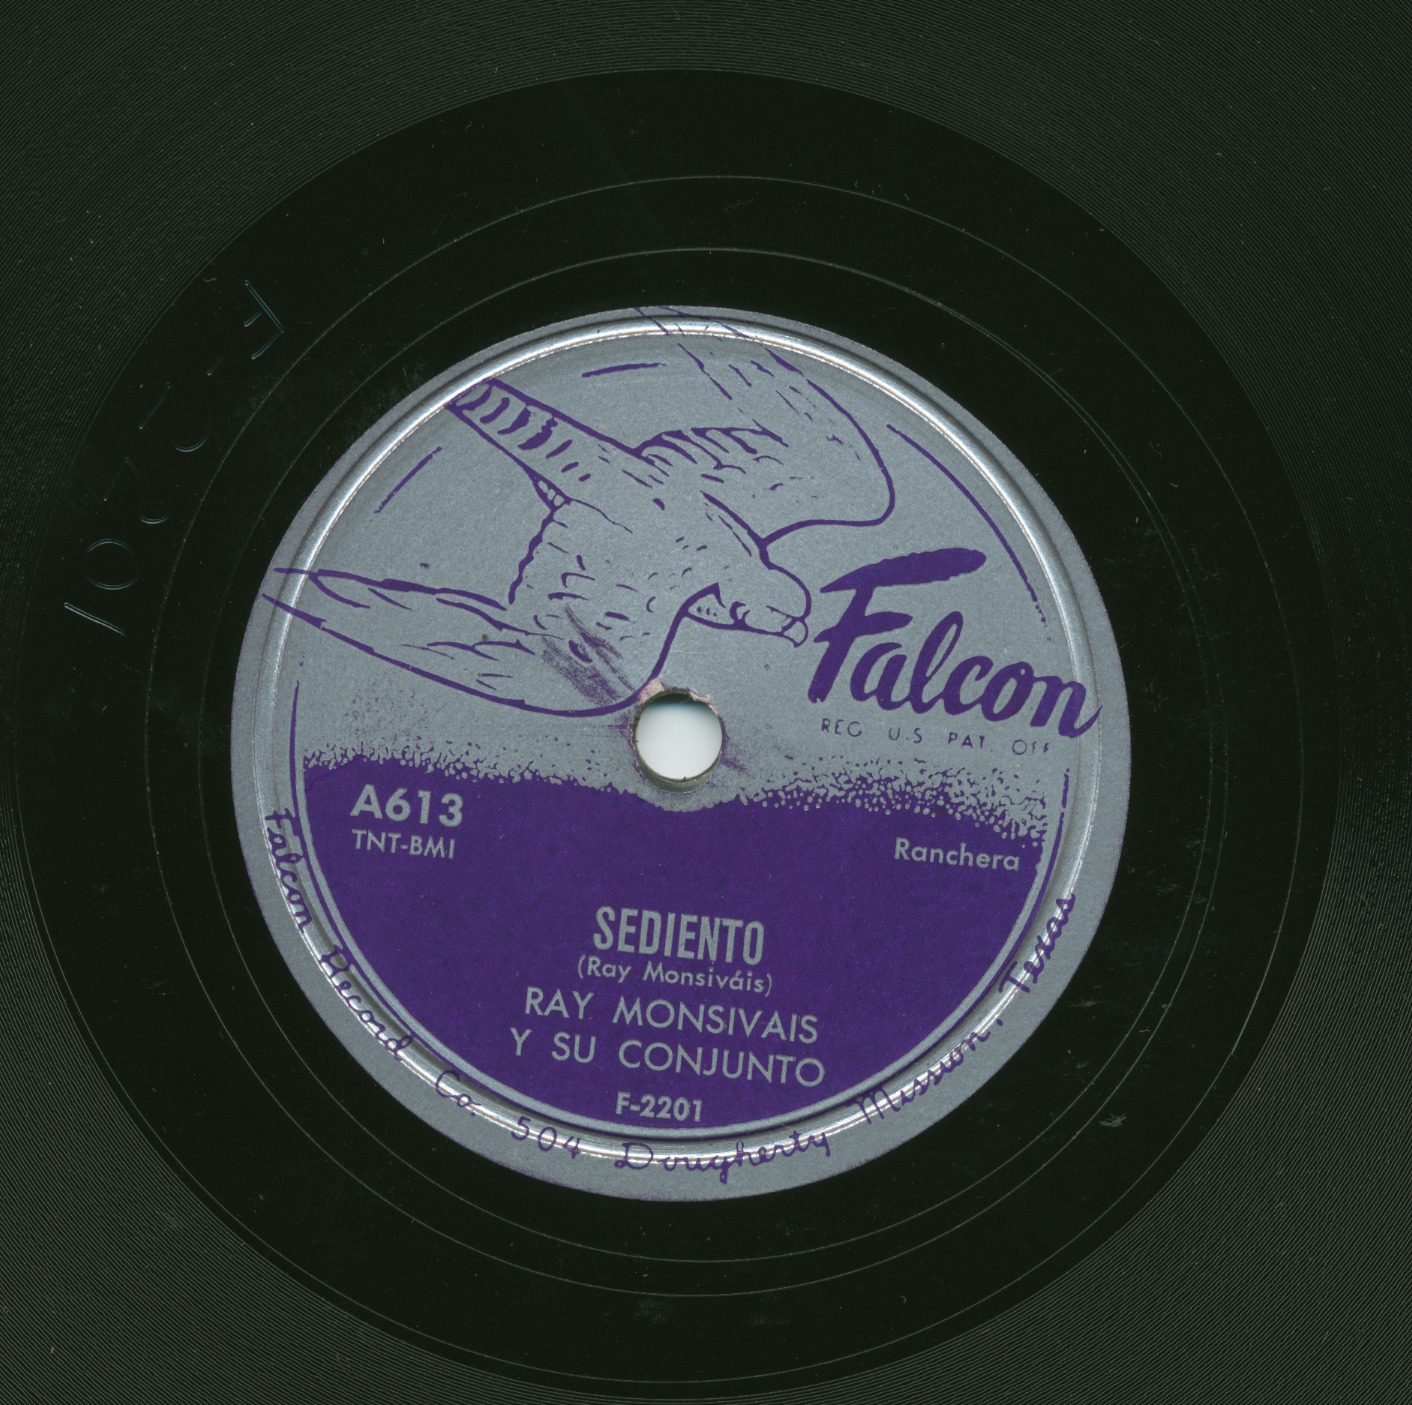 Falcon
REG U.S PAT OFF
A613
TNT-BMI
Ranchera
SEDIENTO
(Ray Monsiváis)
RAY MONSIVAIS
Y SU CONJUNTO
F-2201
Falcon Record Co. 504 Dougherty Mission, Texas
F-2201